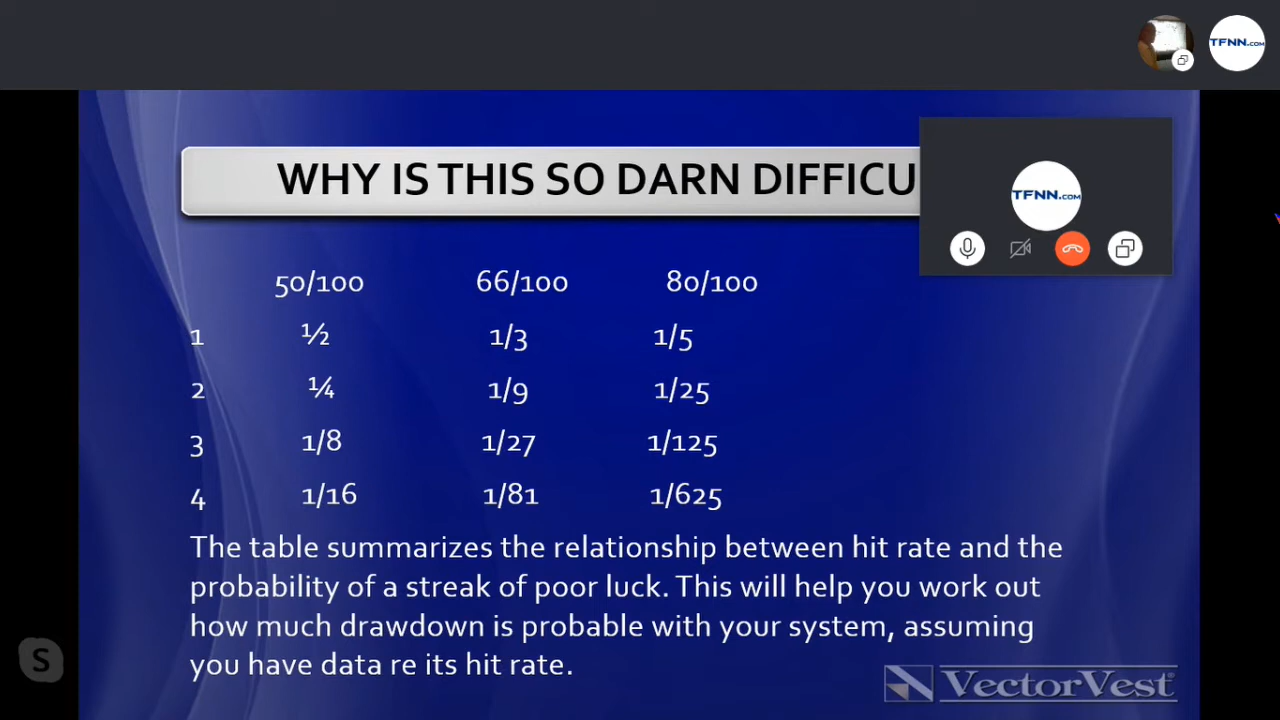 TFNN.COM
WHY IS THIS SO DARN DIFFICU
TFNN.COM
50/100 66/100 80/100
1 ½ 1/3 1/5
2 ¼ 1/9 1/25
3 1/8 1/27 1/125
4 1/16 1/81 1/625
The table summarizes the relationship between hit rate and the
probability of a streak of poor luck. This will help you work out
how much drawdown is probable with your system, assuming
you have data re its hit rate.
S
VectorVest